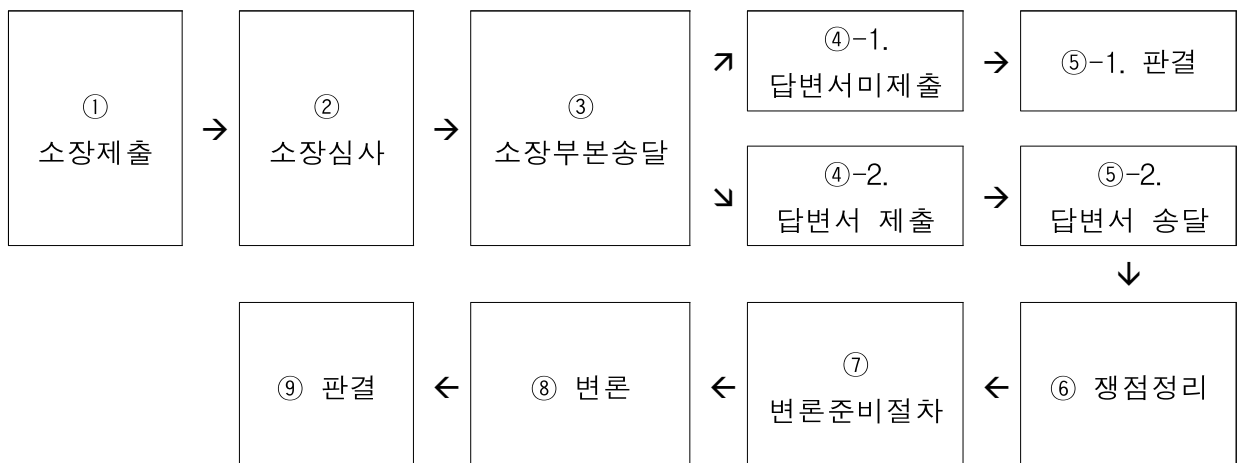 ①
소장제출
→
②
소장심사
→
③
소장부본송달
↗
④-1.
답변서미제출
→
⑤-1. 판결
↘
④-2.
답변서 제출
→
⑤-2.
답변서 송달
↓
⑨ 판결
←
⑧ 변론
←
⑦
변론준비절차
←
⑥ 쟁점정리